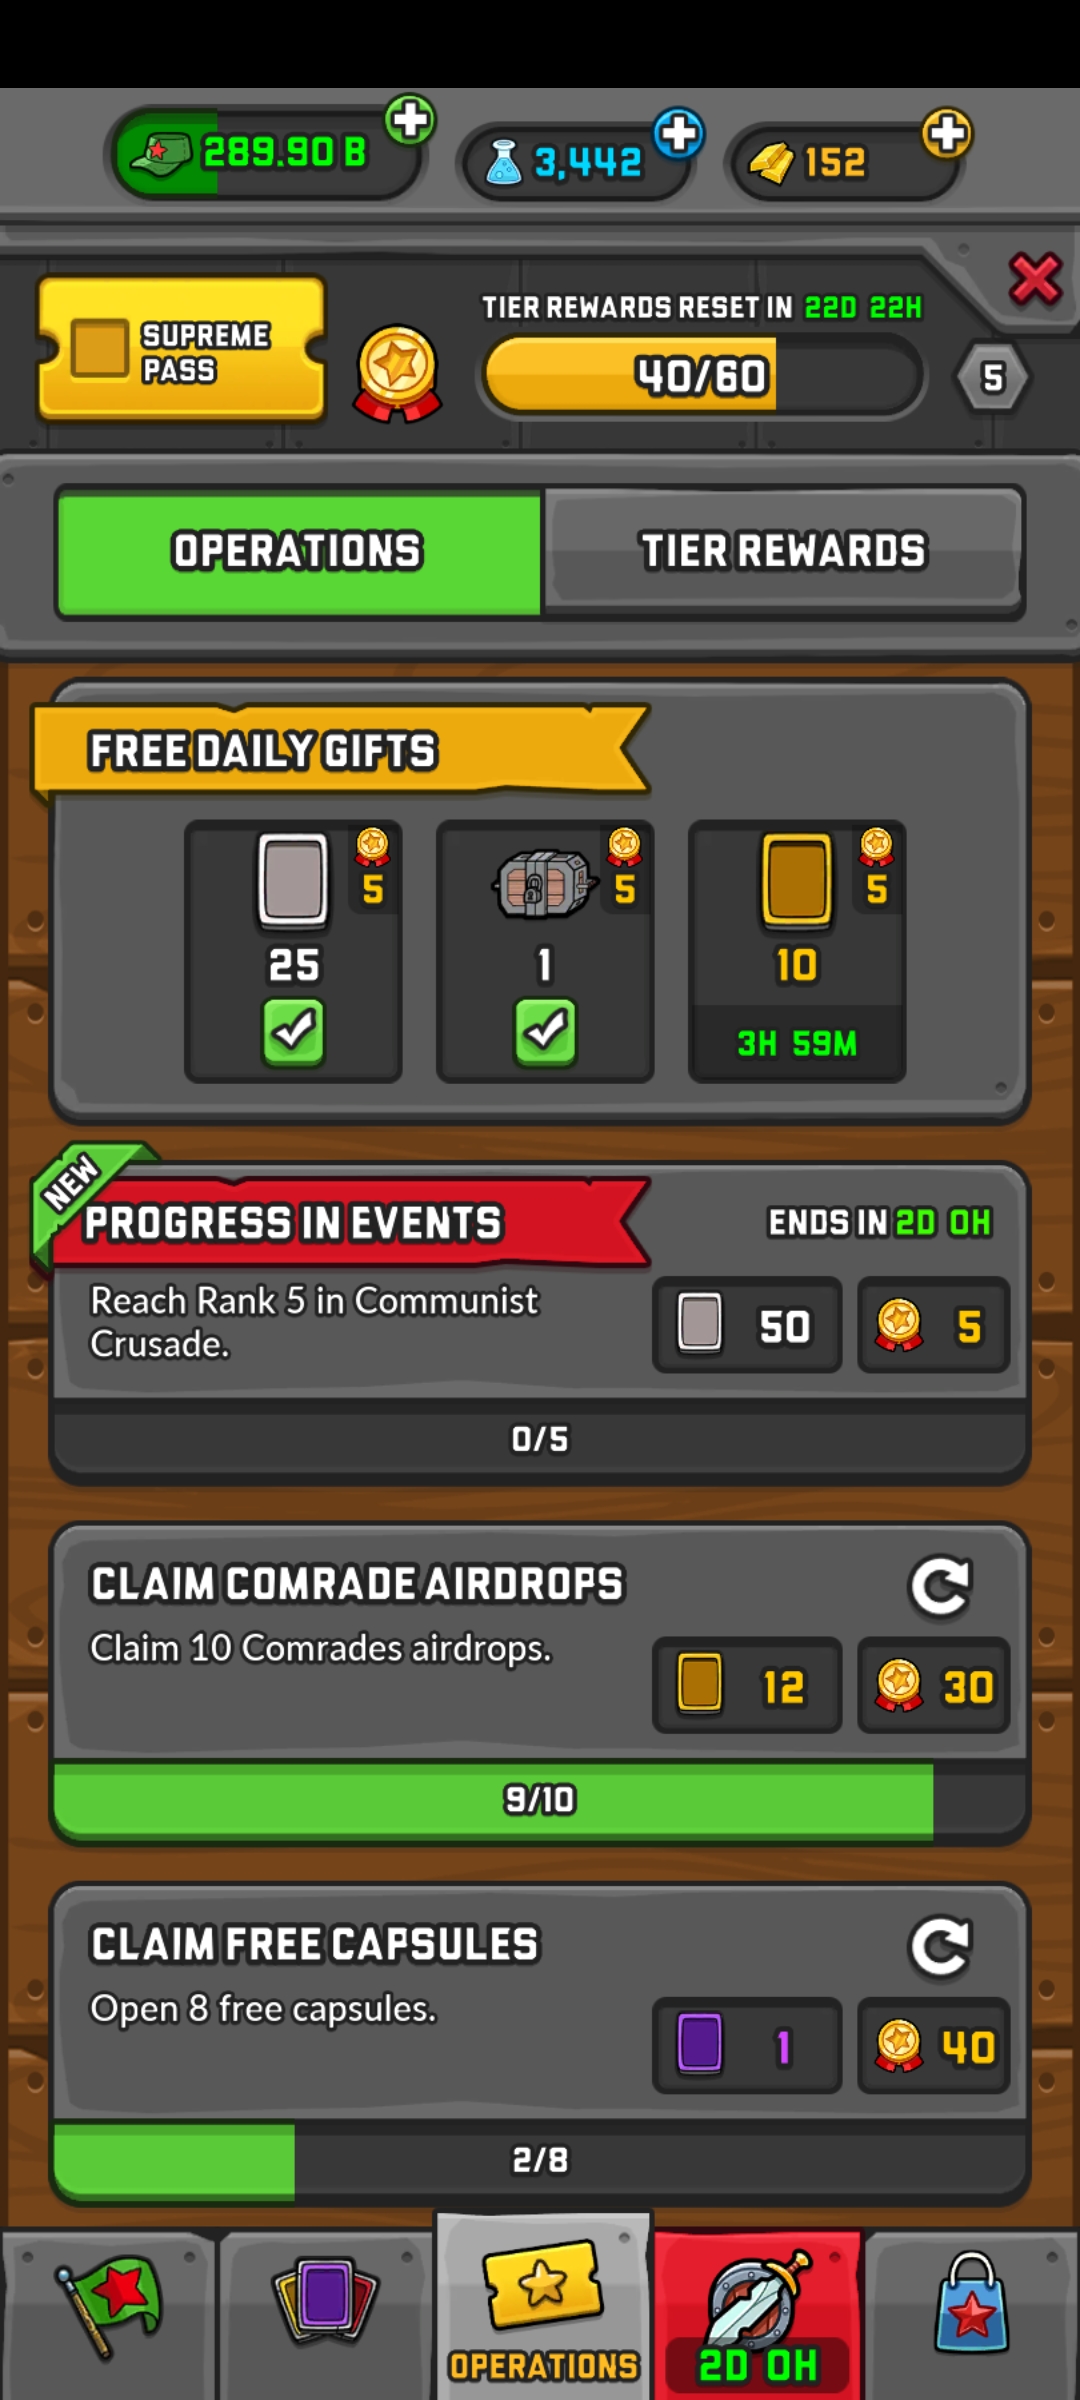 289.90 B
3,442
152
TIER REWARDS RESET IN 22D 22H
SUPREME
PASS
40/60
5
OPERATIONS
TIER REWARDS
FREE DAILY GIFTS
5
5
5
25
1
10
3H 59M
NEW
PROGRESS IN EVENTS
ENDS IN 2D 0H
Reach Rank 5 in Communist
Crusade.
50
5
0/5
CLAIM COMRADE AIRDROPS
Claim 10 Comrades airdrops.
12
30
9/10
CLAIM FREE CAPSULES
Open 8 free capsules.
1
40
2/8
OPERATIONS
2D 0H